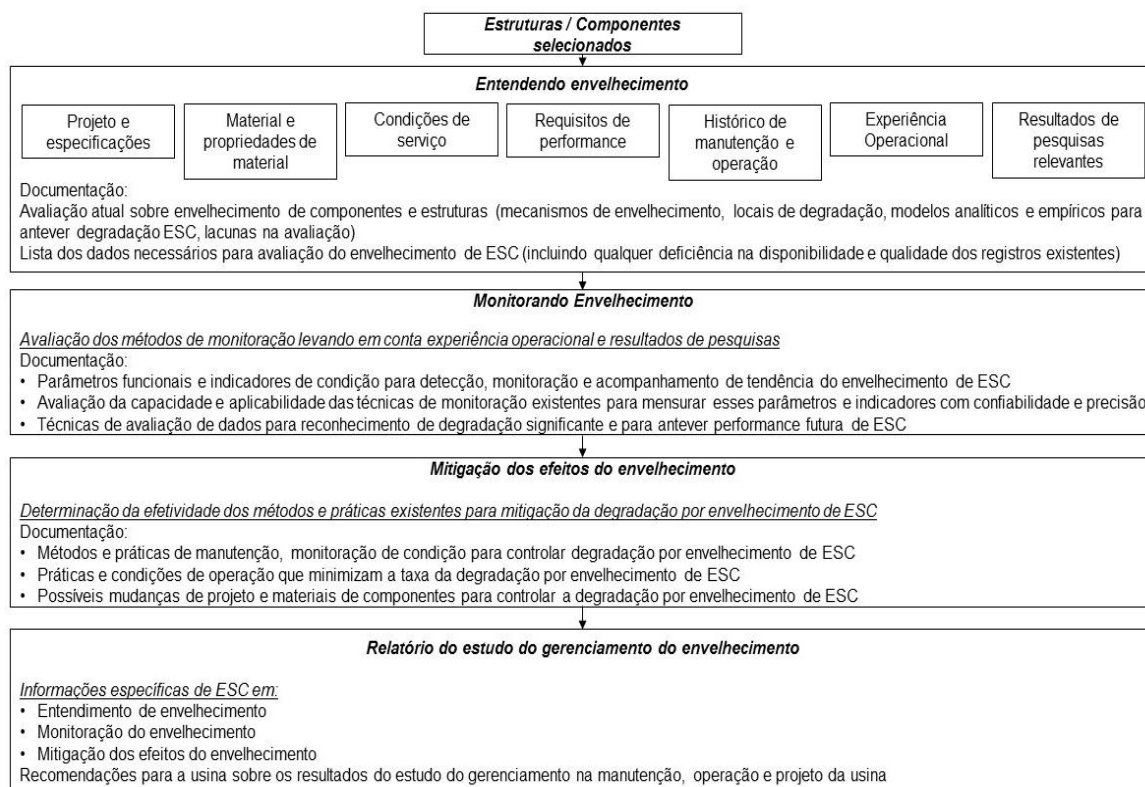 Estruturas / Componentes
selecionados
Entendendo envelhecimento
Projeto e
especificações
Material e
propriedades de
material
Condições de
serviço
Requisitos de
performance
Histórico de
manutenção e
operação
Experiência
Operacional
Resultados de
pesquisas
relevantes
Documentação:
Avaliação atual sobre envelhecimento de componentes e estruturas (mecanismos de envelhecimento, locais de degradação, modelos analíticos e empíricos para
antever degradação ESC, lacunas na avaliação)
Lista dos dados necessários para avaliação do envelhecimento de ESC (incluindo qualquer deficiência na disponibilidade e qualidade dos registros existentes)
Monitorando Envelhecimento
Avaliação dos métodos de monitoração levando em conta experiência operacional e resultados de pesquisas
Documentação:
• Parâmetros funcionais e indicadores de condição para detecção, monitoração e acompanhamento de tendência do envelhecimento de ESC
• Avaliação da capacidade e aplicabilidade das técnicas de monitoração existentes para mensurar esses parâmetros e indicadores com confiabilidade e precisão
• Técnicas de avaliação de dados para reconhecimento de degradação significante e para antever performance futura de ESC
Mitigação dos efeitos do envelhecimento
Determinação da efetividade dos métodos e práticas existentes para mitigação da degradação por envelhecimento de ESC
Documentação:
• Métodos e práticas de manutenção, monitoração de condição para controlar degradação por envelhecimento de ESC
• Práticas e condições de operação que minimizam a taxa da degradação por envelhecimento de ESC
• Possíveis mudanças de projeto e materiais de componentes para controlar a degradação por envelhecimento de ESC
Relatório do estudo do gerenciamento do envelhecimento
Informações específicas de ESC em:
• Entendimento de envelhecimento
• Monitoração do envelhecimento
• Mitigação dos efeitos do envelhecimento
Recomendações para a usina sobre os resultados do estudo do gerenciamento na manutenção, operação e projeto da usina